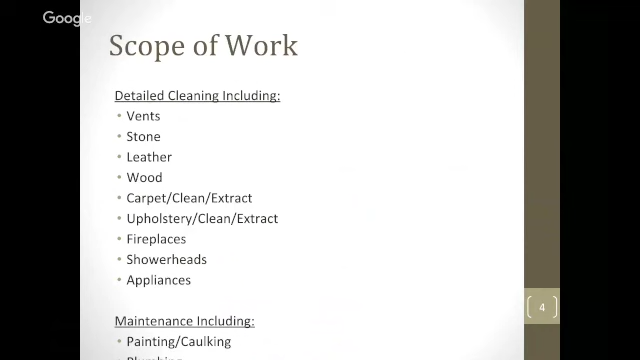 Google
Scope of Work
Detailed Cleaning Including:
• Vents
• Stone
• Leather
• Wood
• Carpet/Clean/Extract
• Upholstery/Clean/Extract
• Fireplaces
• Showerheads
• Appliances
4
Maintenance Including:
• Painting/Caulking